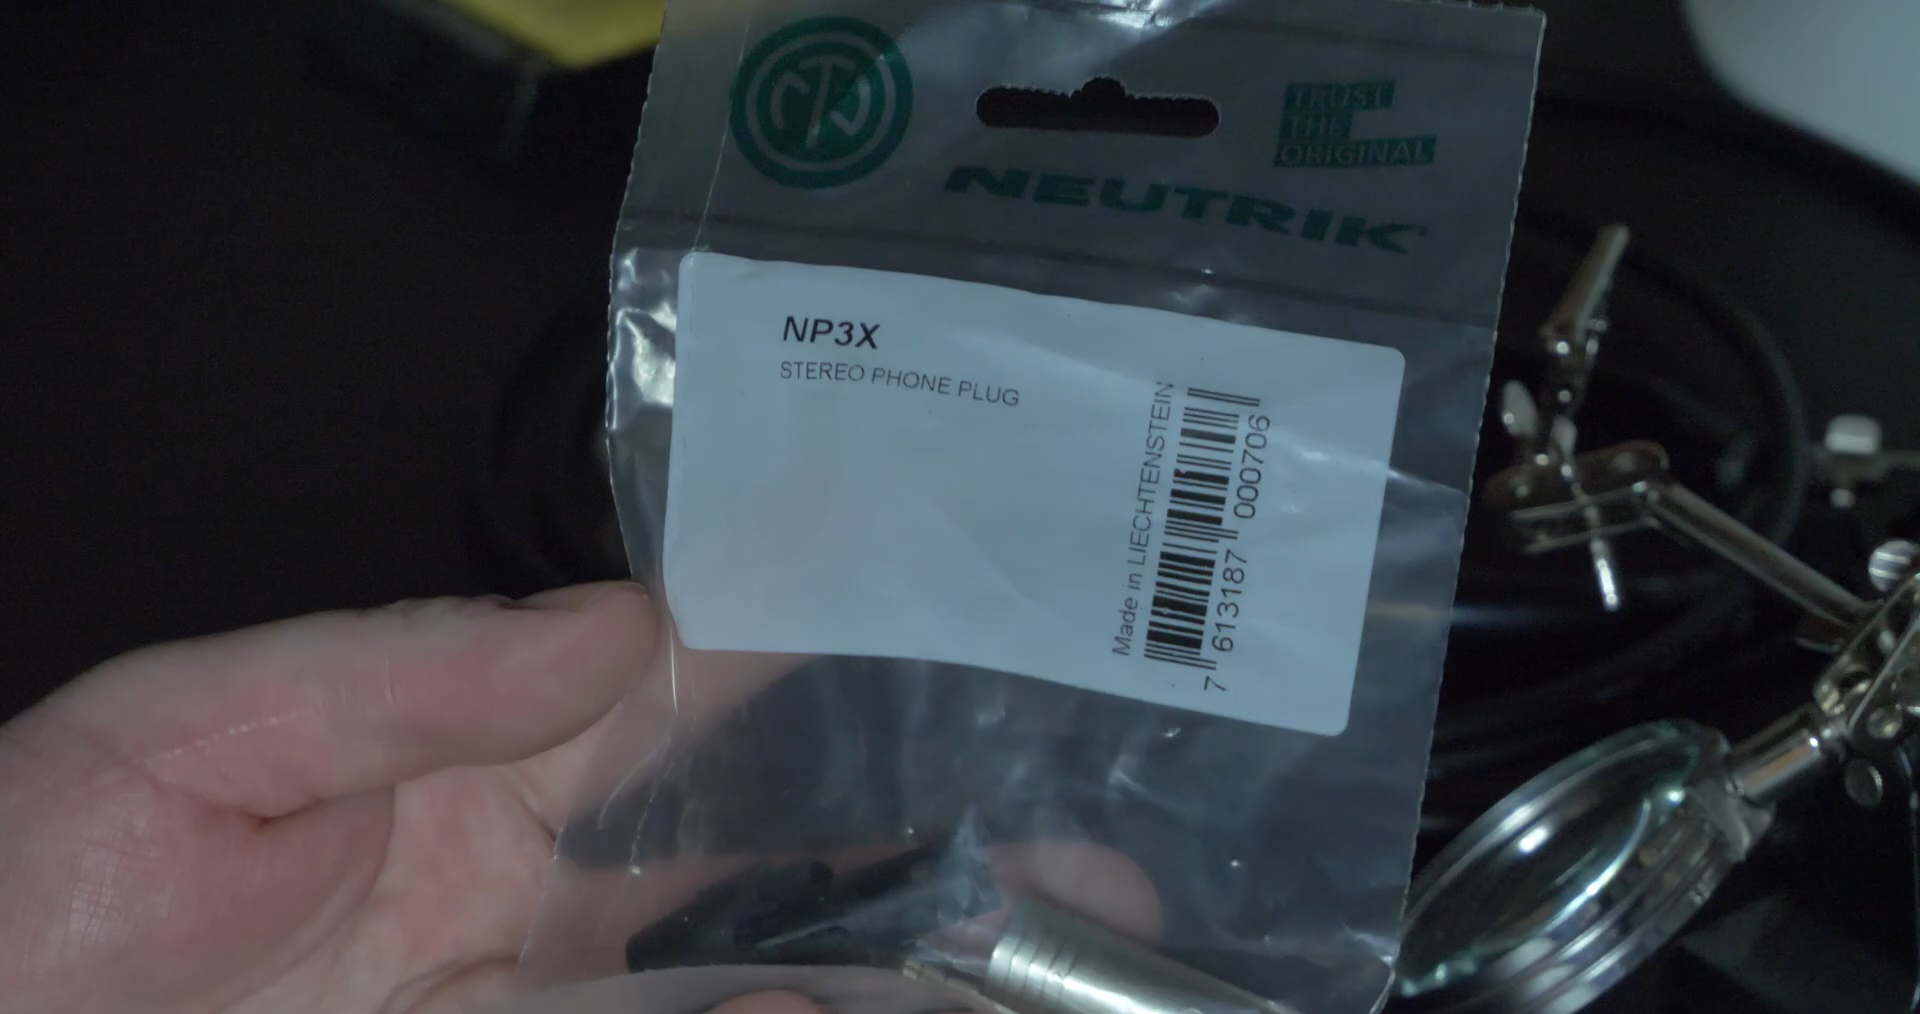 TRUST
THE
ORIGINAL
NEUTRIK
NP3X
STEREO PHONE PLUG
Made in LIECHTENSTEIN
7 613187 000706